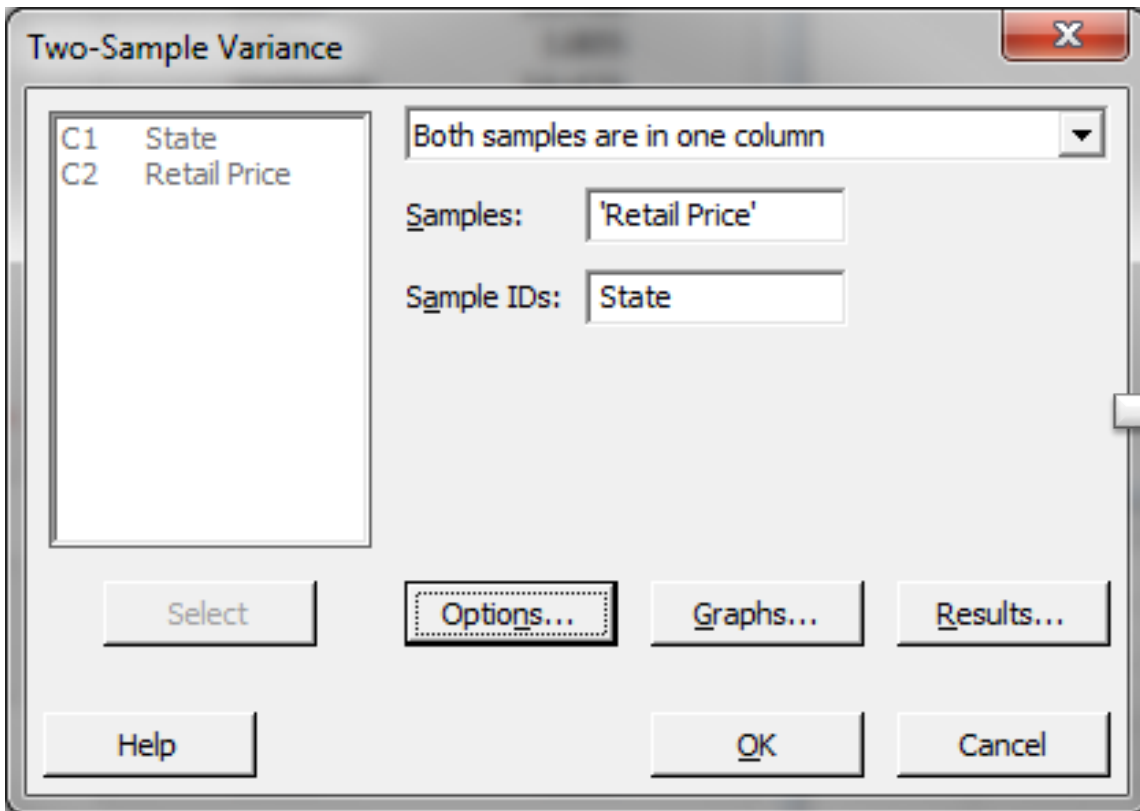 Two-Sample Variance
C1 State
C2 Retail Price
Both samples are in one column
Samples: 'Retail Price'
Sample IDs: State
Select
Options...
Graphs...
Results...
Help
OK
Cancel